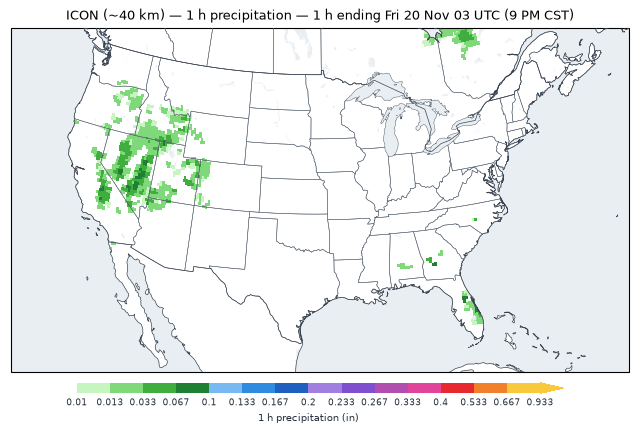 ICON (~40 km) — 1 h precipitation — 1 h ending Fri 20 Nov 03 UTC (9 PM CST)
0.01 0.013 0.033 0.067 0.1 0.133 0.167 0.2 0.233 0.267 0.333 0.4 0.533 0.667 0.933
1 h precipitation (in)